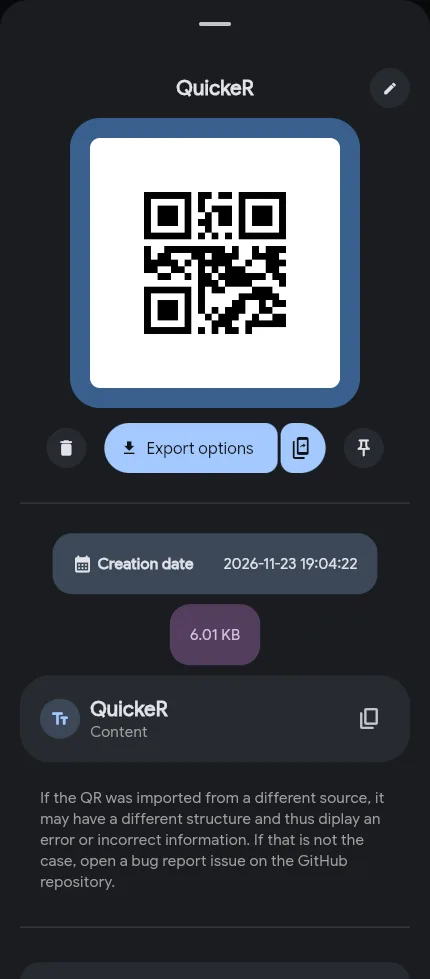 QuickeR
Export options
Creation date 2026-11-23 19:04:22
6.01 KB
Tt QuickeR
Content
If the QR was imported from a different source, it
may have a different structure and thus diplay an
error or incorrect information. If that is not the
case, open a bug report issue on the GitHub
repository.